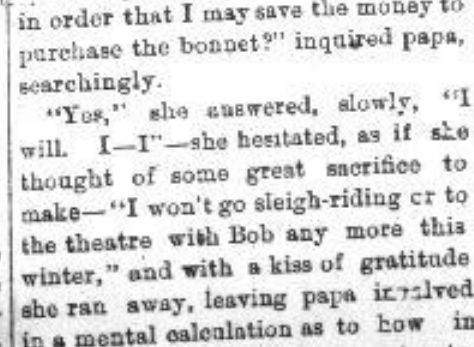 in order that I may save the money to
purchase the bonnet?" inquired papa,
searchingly.
"Yes," she answered, slowly, "I
will. I—I"—she hesitated, as if she
thought of some great sacrifice to
make—"I won't go sleigh-riding or to
the theatre with Bob any more this
winter," and with a kiss of gratitude
she ran away, leaving papa involved
in a mental calculation as to how in